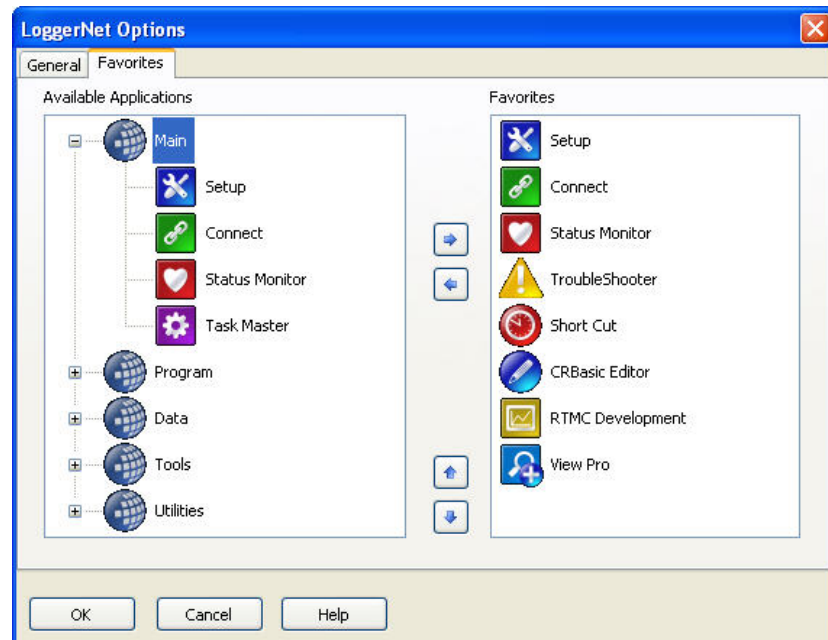 LoggerNet Options
General Favorites
Available Applications
Main
Setup
Connect
Status Monitor
Task Master
Program
Data
Tools
Utilities
Favorites
Setup
Connect
Status Monitor
TroubleShooter
Short Cut
CRBasic Editor
RTMC Development
View Pro
OK Cancel Help